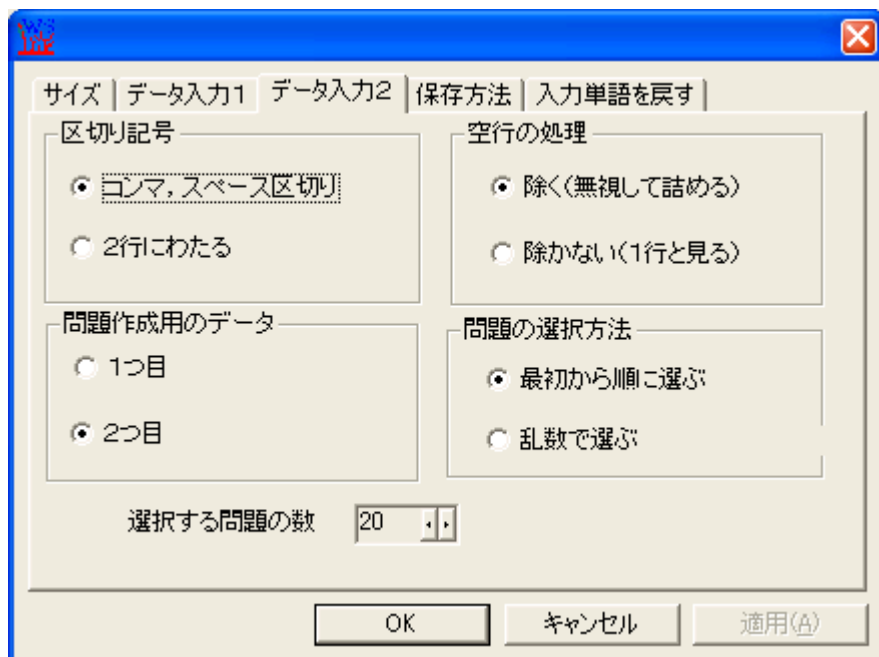 サイズ データ入力1 データ入力2 保存方法 入力単語を戻す
区切り記号
コンマ,スペース区切り
2行にわたる
空行の処理
除く(無視して詰める)
除かない(1行と見る)
問題作成用のデータ
1つ目
2つ目
問題の選択方法
最初から順に選ぶ
乱数で選ぶ
選択する問題の数 20
OK キャンセル 適用(A)